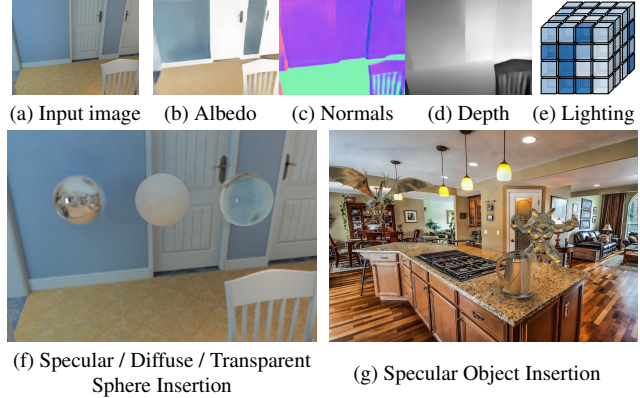 (a) Input image
(b) Albedo
(c) Normals
(d) Depth
(e) Lighting
(f) Specular / Diffuse / Transparent
Sphere Insertion
(g) Specular Object Insertion